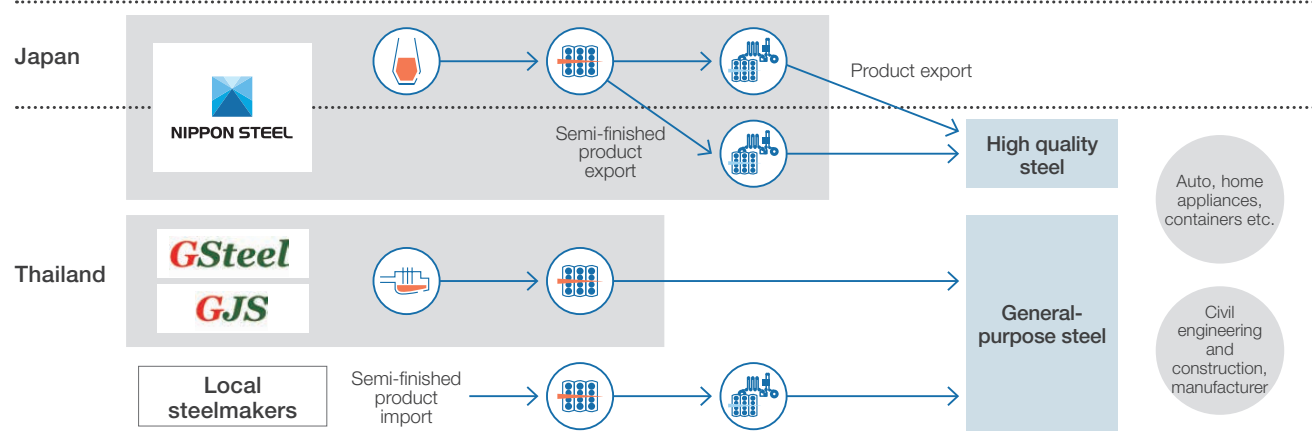 Japan
NIPPON STEEL
Product export
Semi-finished
product
export
High quality
steel
Auto, home
appliances,
containers etc.
Thailand
GSteel
GJS
General-
purpose steel
Civil
engineering
and
construction,
manufacturer
Local
steelmakers
Semi-finished
product
import